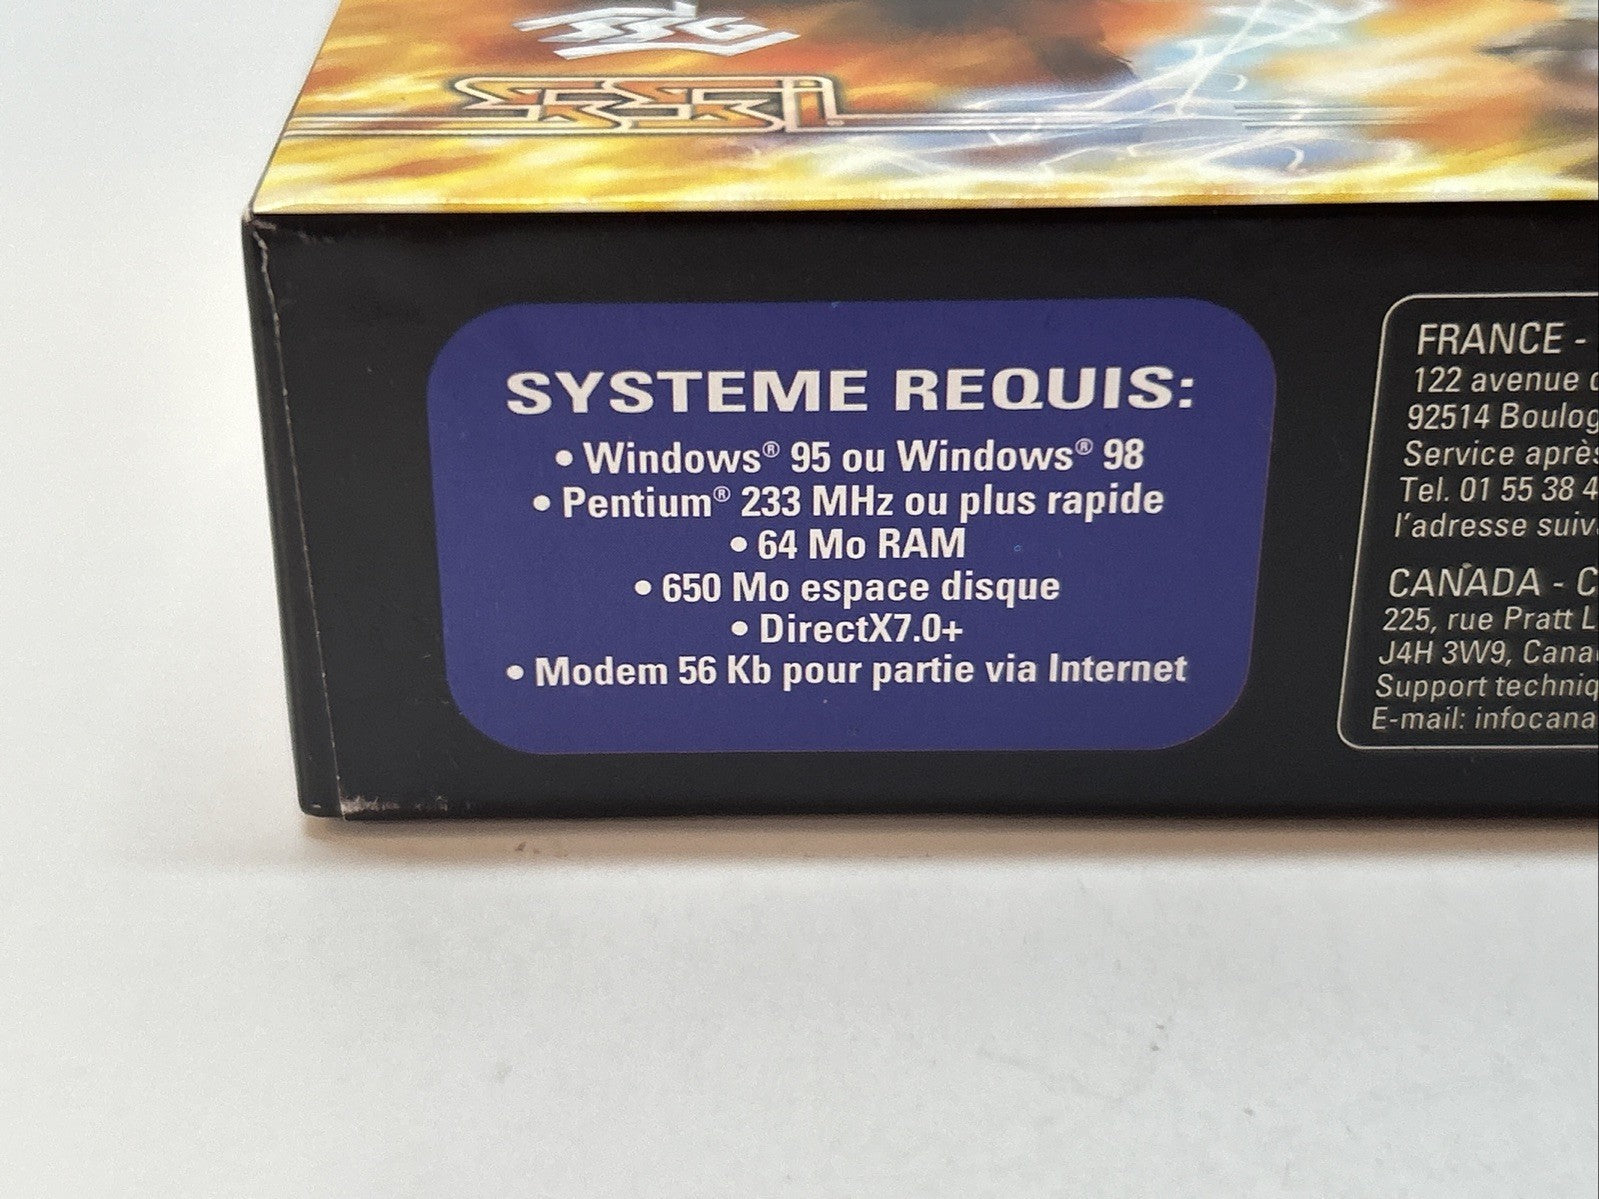 SSG
SSI
SYSTEME REQUIS:
• Windows® 95 ou Windows® 98
• Pentium® 233 MHz ou plus rapide
• 64 Mo RAM
• 650 Mo espace disque
• DirectX7.0+
• Modem 56 Kb pour partie via Internet
FRANCE -
122 avenue
92514
Service
Tel. 01 55 38
l'adresse
CANADA -
225, rue Pratt
J4H 3W9,
Support
E-mail: